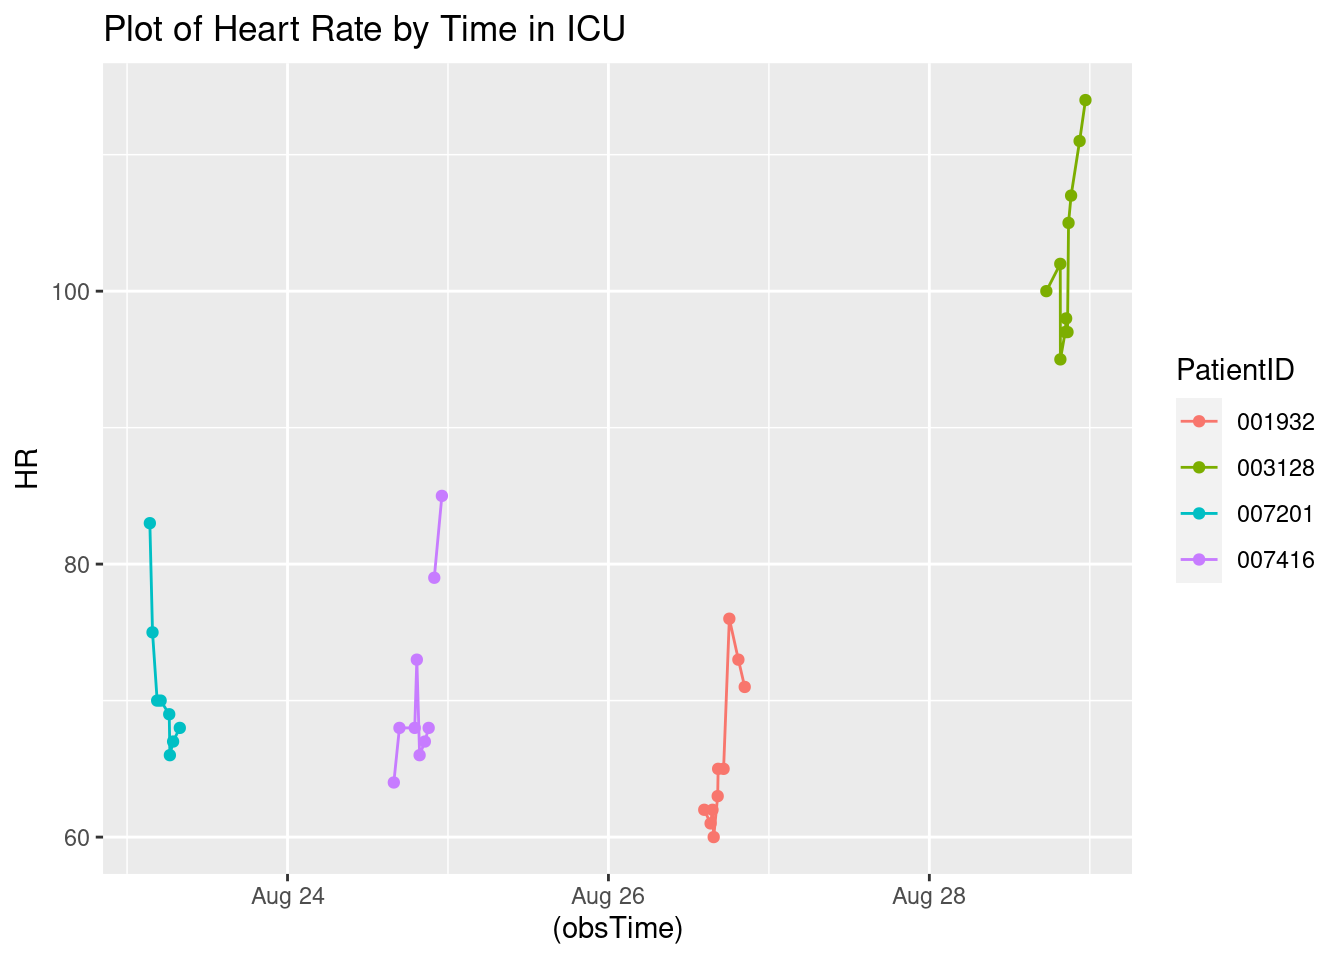 Plot of Heart Rate by Time in ICU
HR
100
80
60
Aug 24
Aug 26
Aug 28
(obsTime)
PatientID
001932
003128
007201
007416